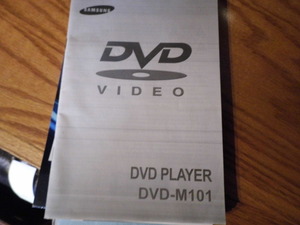 SAMSUNG
DVD
VIDEO
DVD PLAYER
DVD-M101